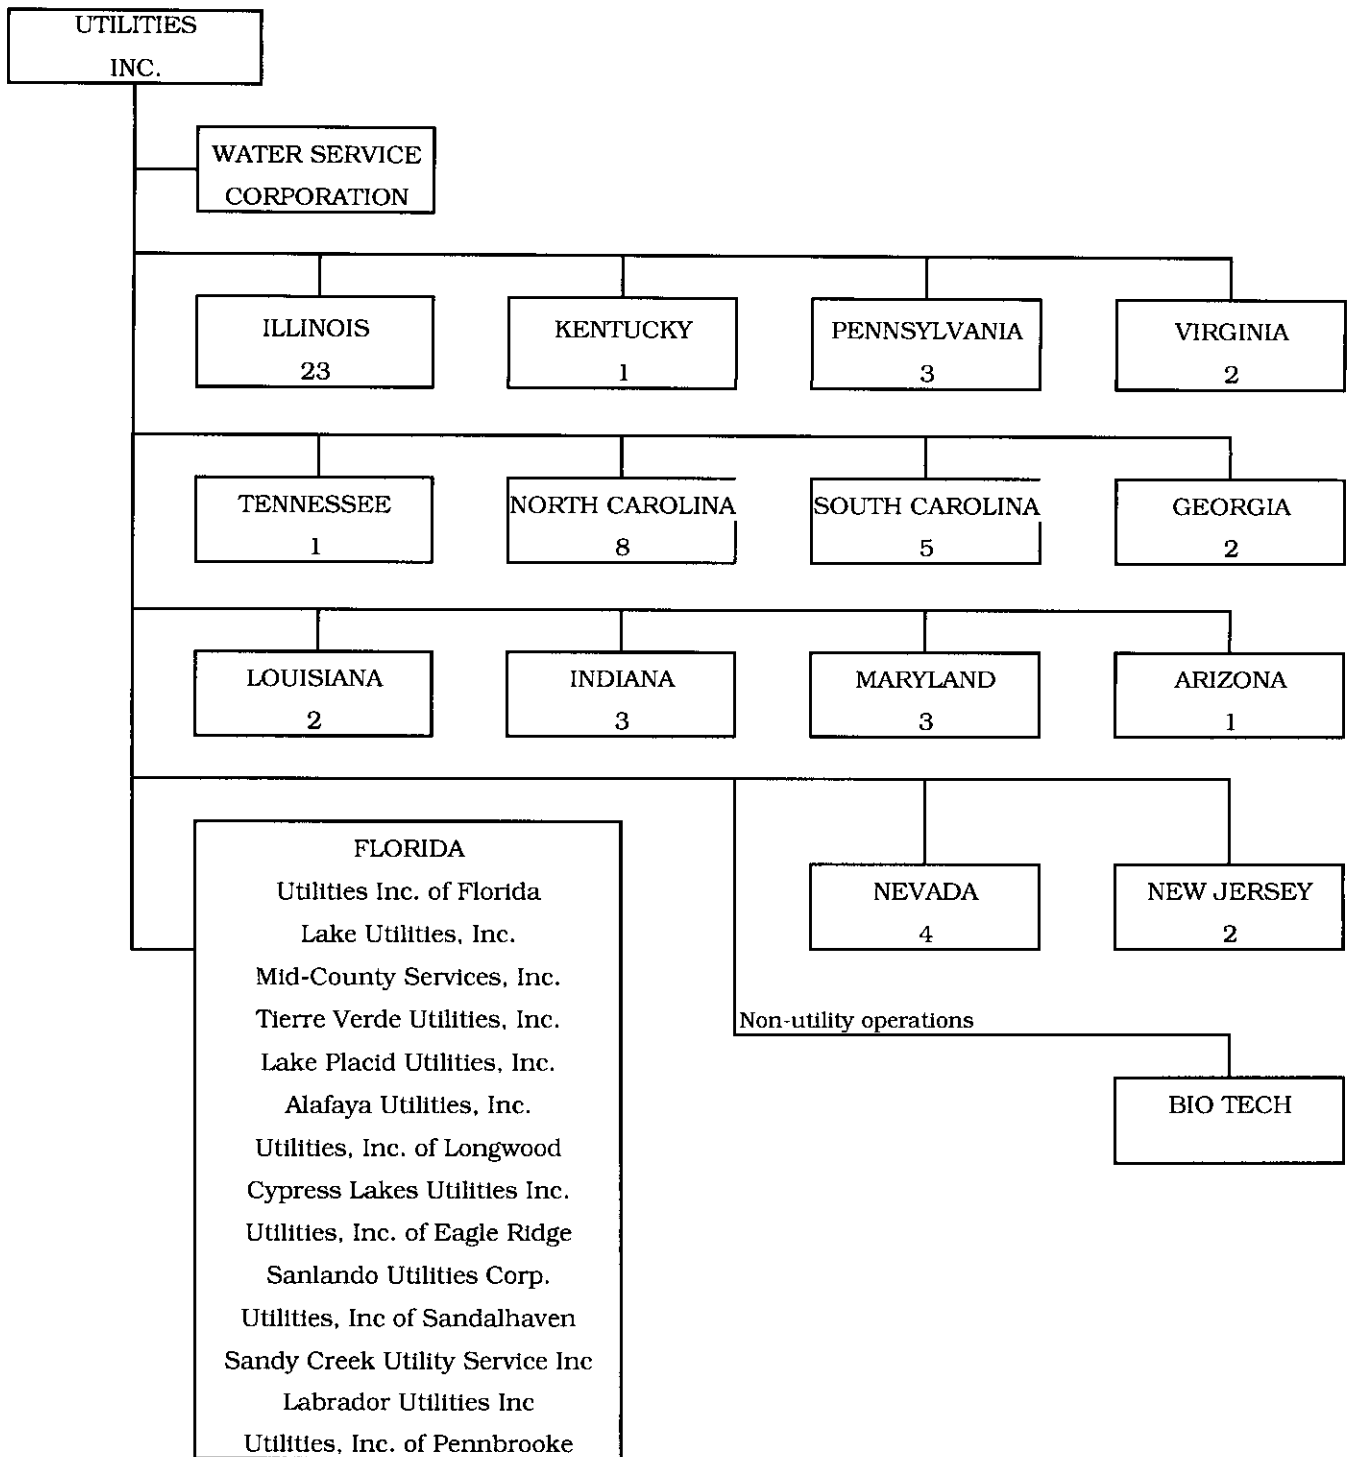 UTILITIES
INC.
WATER SERVICE
CORPORATION
ILLINOIS
23
KENTUCKY
1
PENNSYLVANIA
3
VIRGINIA
2
TENNESSEE
1
NORTH CAROLINA
8
SOUTH CAROLINA
5
GEORGIA
2
LOUISIANA
2
INDIANA
3
MARYLAND
3
ARIZONA
1
FLORIDA
Utilities Inc. of Florida
Lake Utilities, Inc.
Mid-County Services, Inc.
Tierre Verde Utilities, Inc.
Lake Placid Utilities, Inc.
Alafaya Utilities, Inc.
Utilities, Inc. of Longwood
Cypress Lakes Utilities Inc.
Utilities, Inc. of Eagle Ridge
Sanlando Utilities Corp.
Utilities, Inc of Sandalhaven
Sandy Creek Utility Service Inc
Labrador Utilities Inc
Utilities, Inc. of Pennbrooke
NEVADA
4
NEW JERSEY
2
Non-utility operations
BIO TECH